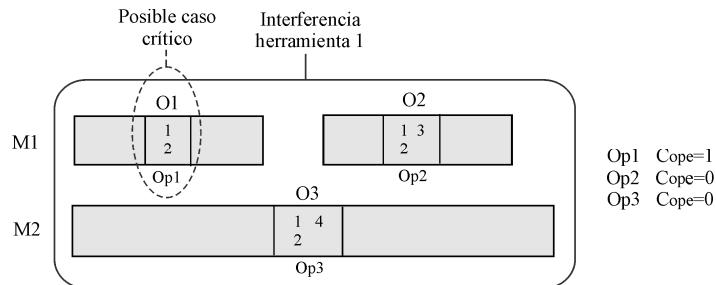 Posible caso
crítico
Interferencia
herramienta 1
O1
O2
M1
1
2
1 3
2
Op1
Op2
Op1 Cope=1
Op2 Cope=0
Op3 Cope=0
O3
M2
1 4
2
Op3